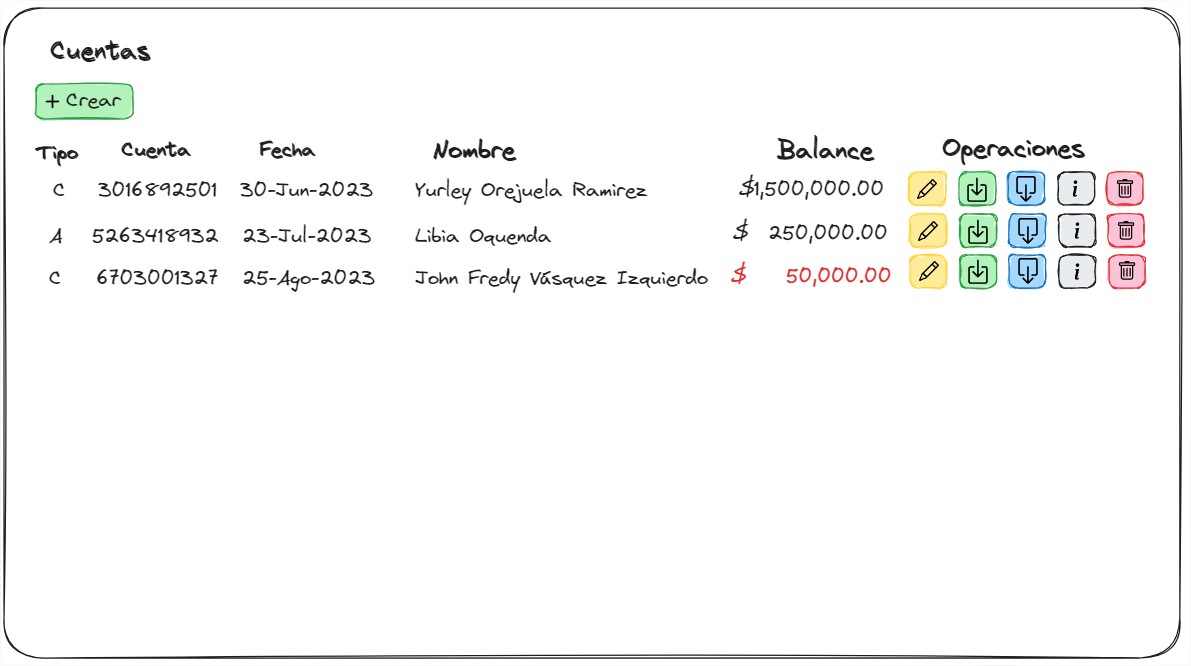 Cuentas
+ Crear
Tipo Cuenta Fecha Nombre Balance Operaciones
C 3016892501 30-Jun-2023 Yurley Orejuela Ramirez $1,500,000.00 i
A 5263418932 23-Jul-2023 Libia Oquenda $ 250,000.00 i
C 6703001327 25-Ago-2023 John Fredy Vásquez Izquierdo $ 50,000.00 i